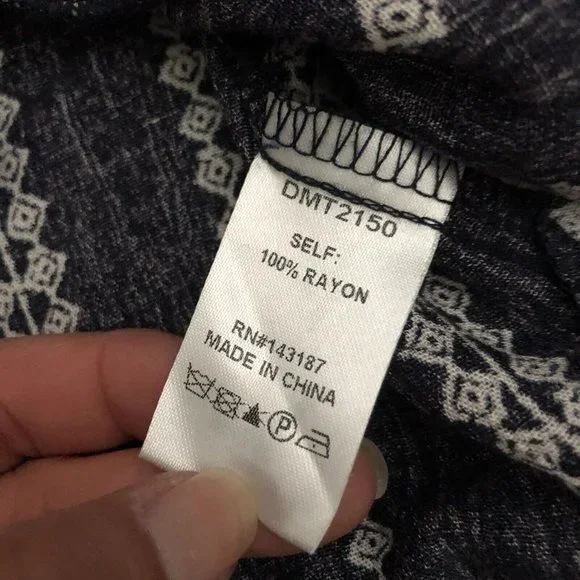 DMT2150
SELF:
100% RAYON
RN#143187
MADE IN CHINA
P